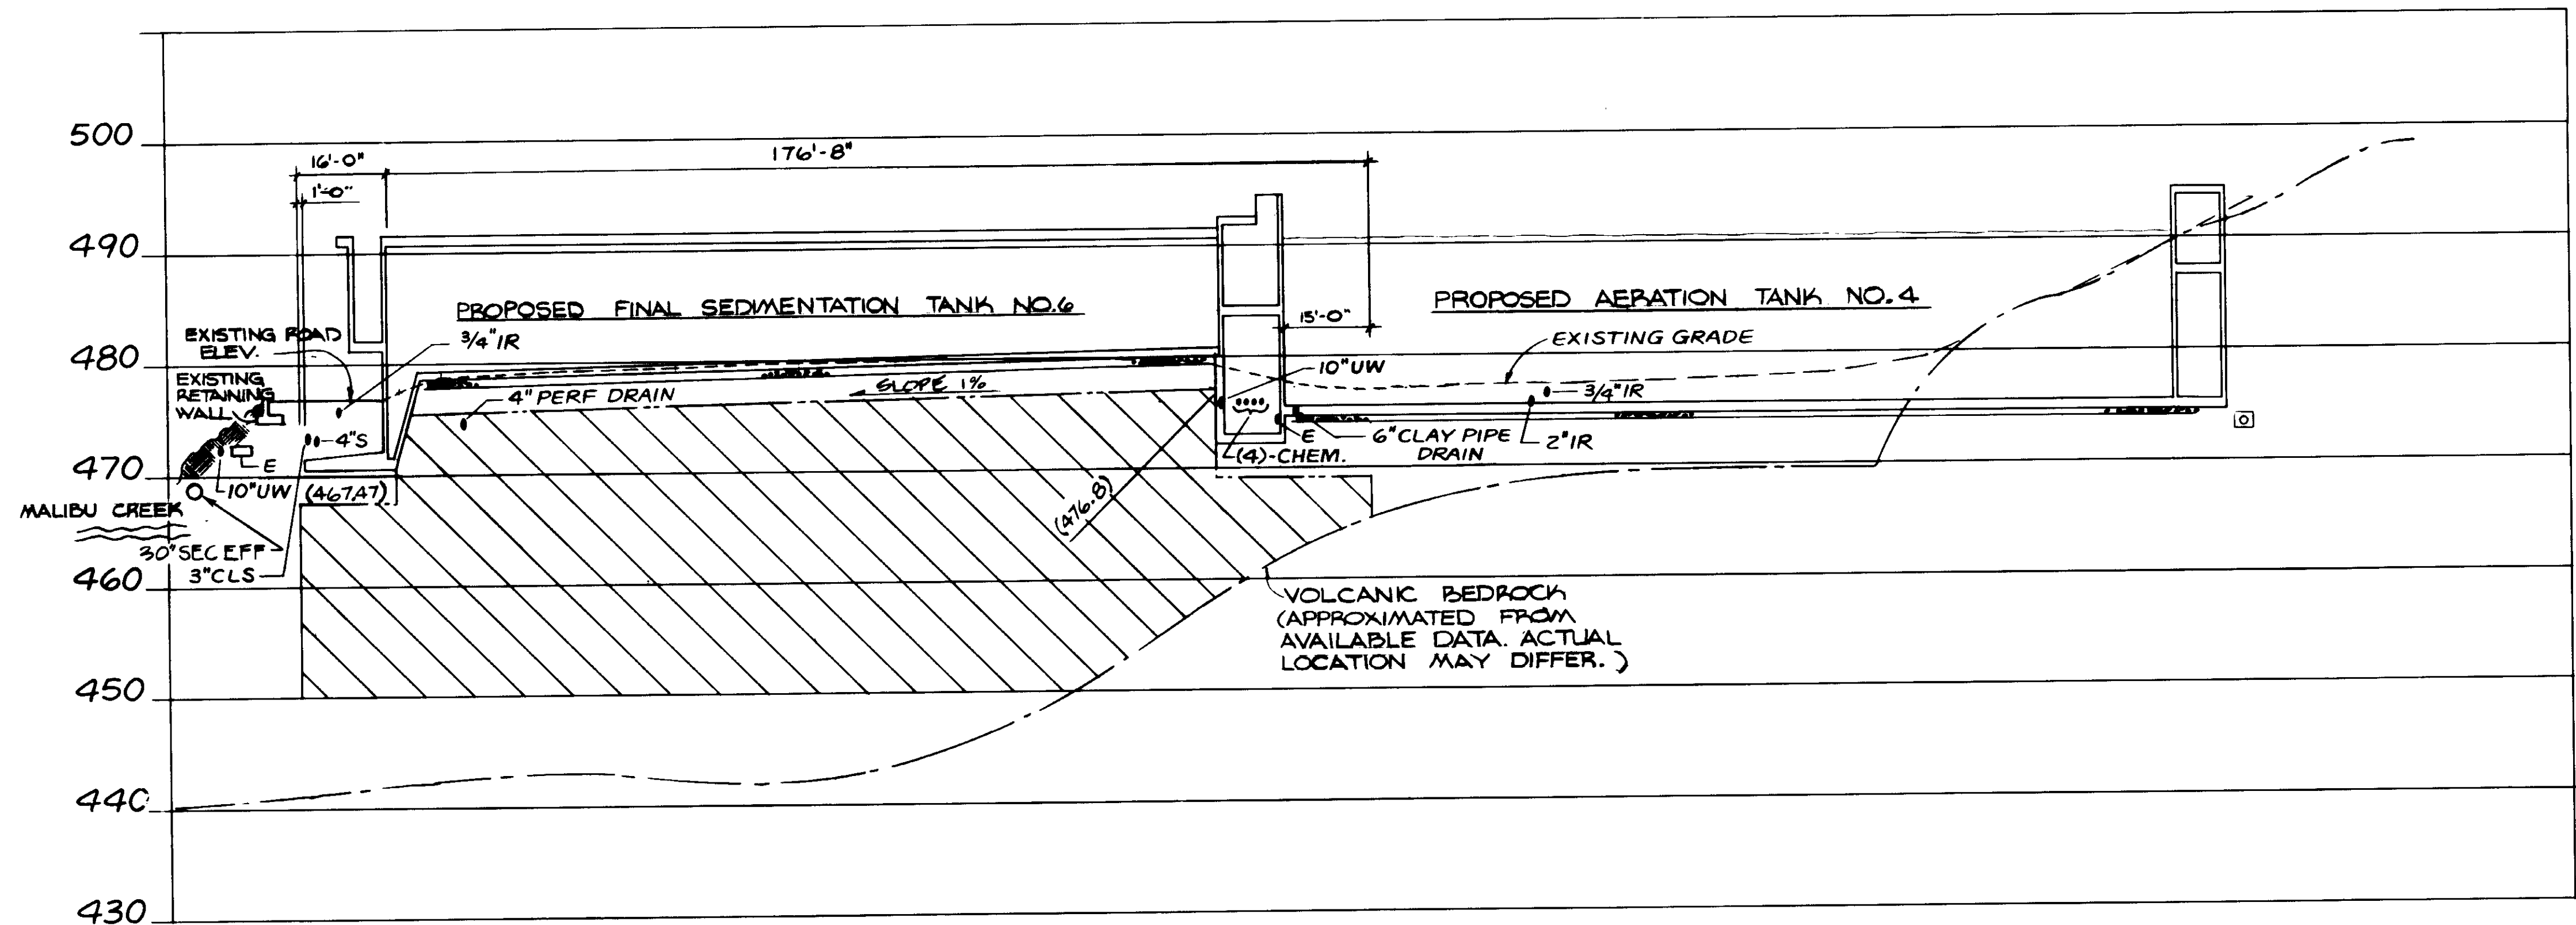 500
16'-0"
176'-8"
1'-0"
490
PROPOSED FINAL SEDIMENTATION TANK NO.6
PROPOSED AERATION TANK NO.4
15'-0"
EXISTING ROAD
ELEV.
3/4" IR
EXISTING GRADE
480
EXISTING
RETAINING
WALL
4" PERF DRAIN
SLOPE 1%
10" UW
3/4" IR
4"S
E
6" CLAY PIPE
DRAIN
2" IR
(4)-CHEM.
470
E
10"UW
(467.47)
(476.8)
MALIBU CREEK
30" SEC EFF
3" CLS
460
VOLCANIC BEDROCK
(APPROXIMATED FROM
AVAILABLE DATA. ACTUAL
LOCATION MAY DIFFER.)
450
440
430